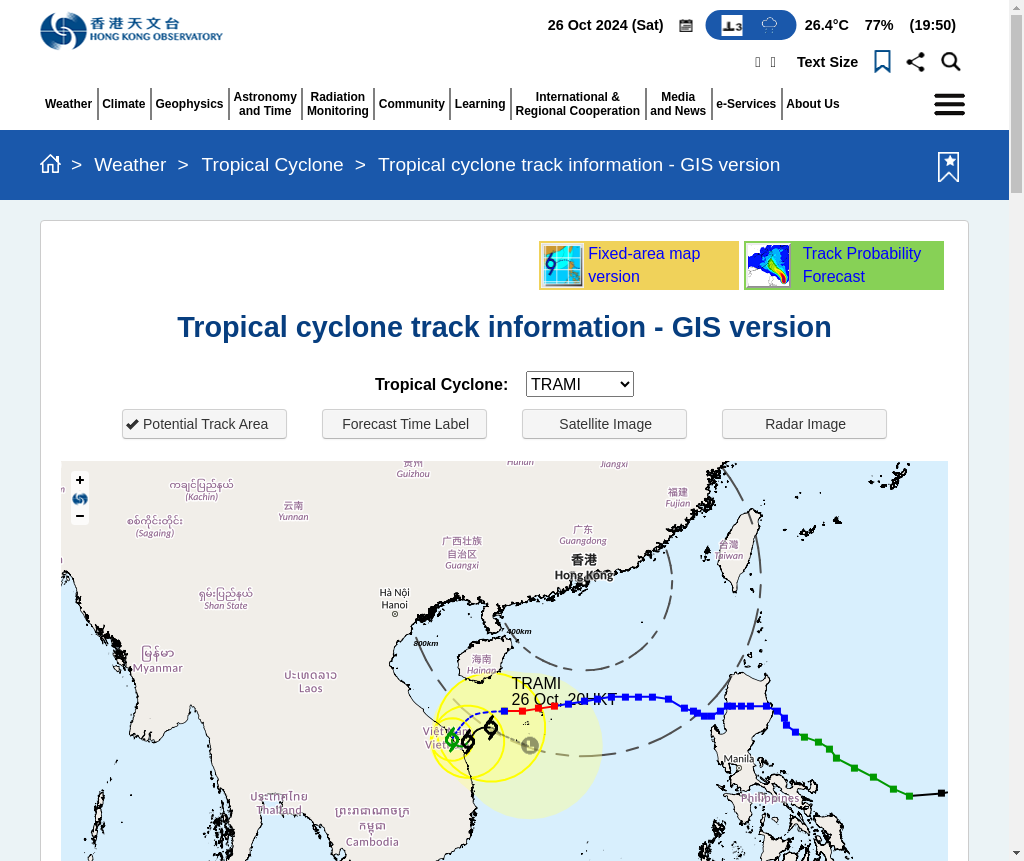 香港天文台
HONG KONG OBSERVATORY
26 Oct 2024 (Sat)
3
26.4°C
77%
(19:50)
Text Size
Weather
Climate
Geophysics
Astronomy
and Time
Radiation
Monitoring
Community
Learning
International &
Regional Cooperation
Media
and News
e-Services
About Us
> Weather > Tropical Cyclone > Tropical cyclone track information - GIS version
Fixed-area map
version
Track Probability
Forecast
Tropical cyclone track information - GIS version
Tropical Cyclone: TRAMI
Potential Track Area
Forecast Time Label
Satellite Image
Radar Image
+
−
贵州
Guizhou
Hunan
Jiangxi
ကချင်ပြည်နယ်
(Kachin)
云南
Yunnan
စစ်ကိုင်းတိုင်း
(Sagaing)
福建
Fujian
广东
Guangdong
广西壮族
自治区
Guangxi
台灣
Taiwan
香港
Hong Kong
ရှမ်းပြည်နယ်
Shan State
Hà Nội
Hanoi
400km
800km
မြန်မာ
Myanmar
海南
Hainan
ປະເທດລາວ
Laos
TRAMI
26 Oct 20HKT
L
Manila
Philippines
ประเทศไทย
Thailand
ព្រះរាជាណាចក្រ
កម្ពុជា
Cambodia